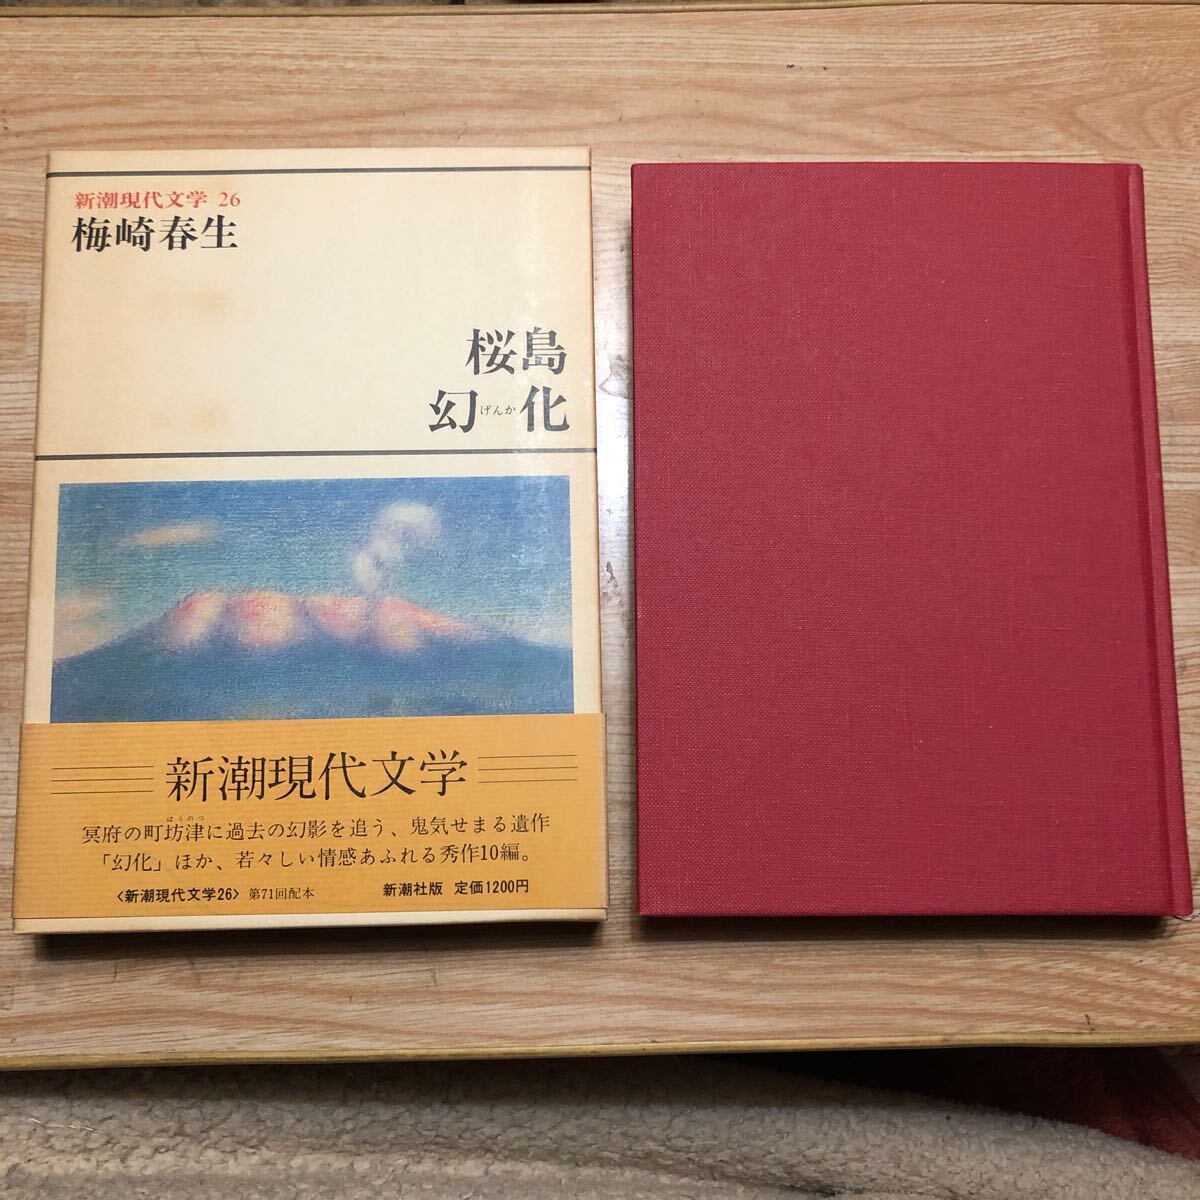 新潮現代文学 26
梅崎春生
桜島
幻化
げんか
新潮現代文学
ぼうのつ
冥府の町坊津に過去の幻影を追う、鬼気せまる遺作
「幻化」ほか、若々しい情感あふれる秀作10編。
〈新潮現代文学26〉 第71回配本 新潮社版 定価1200円